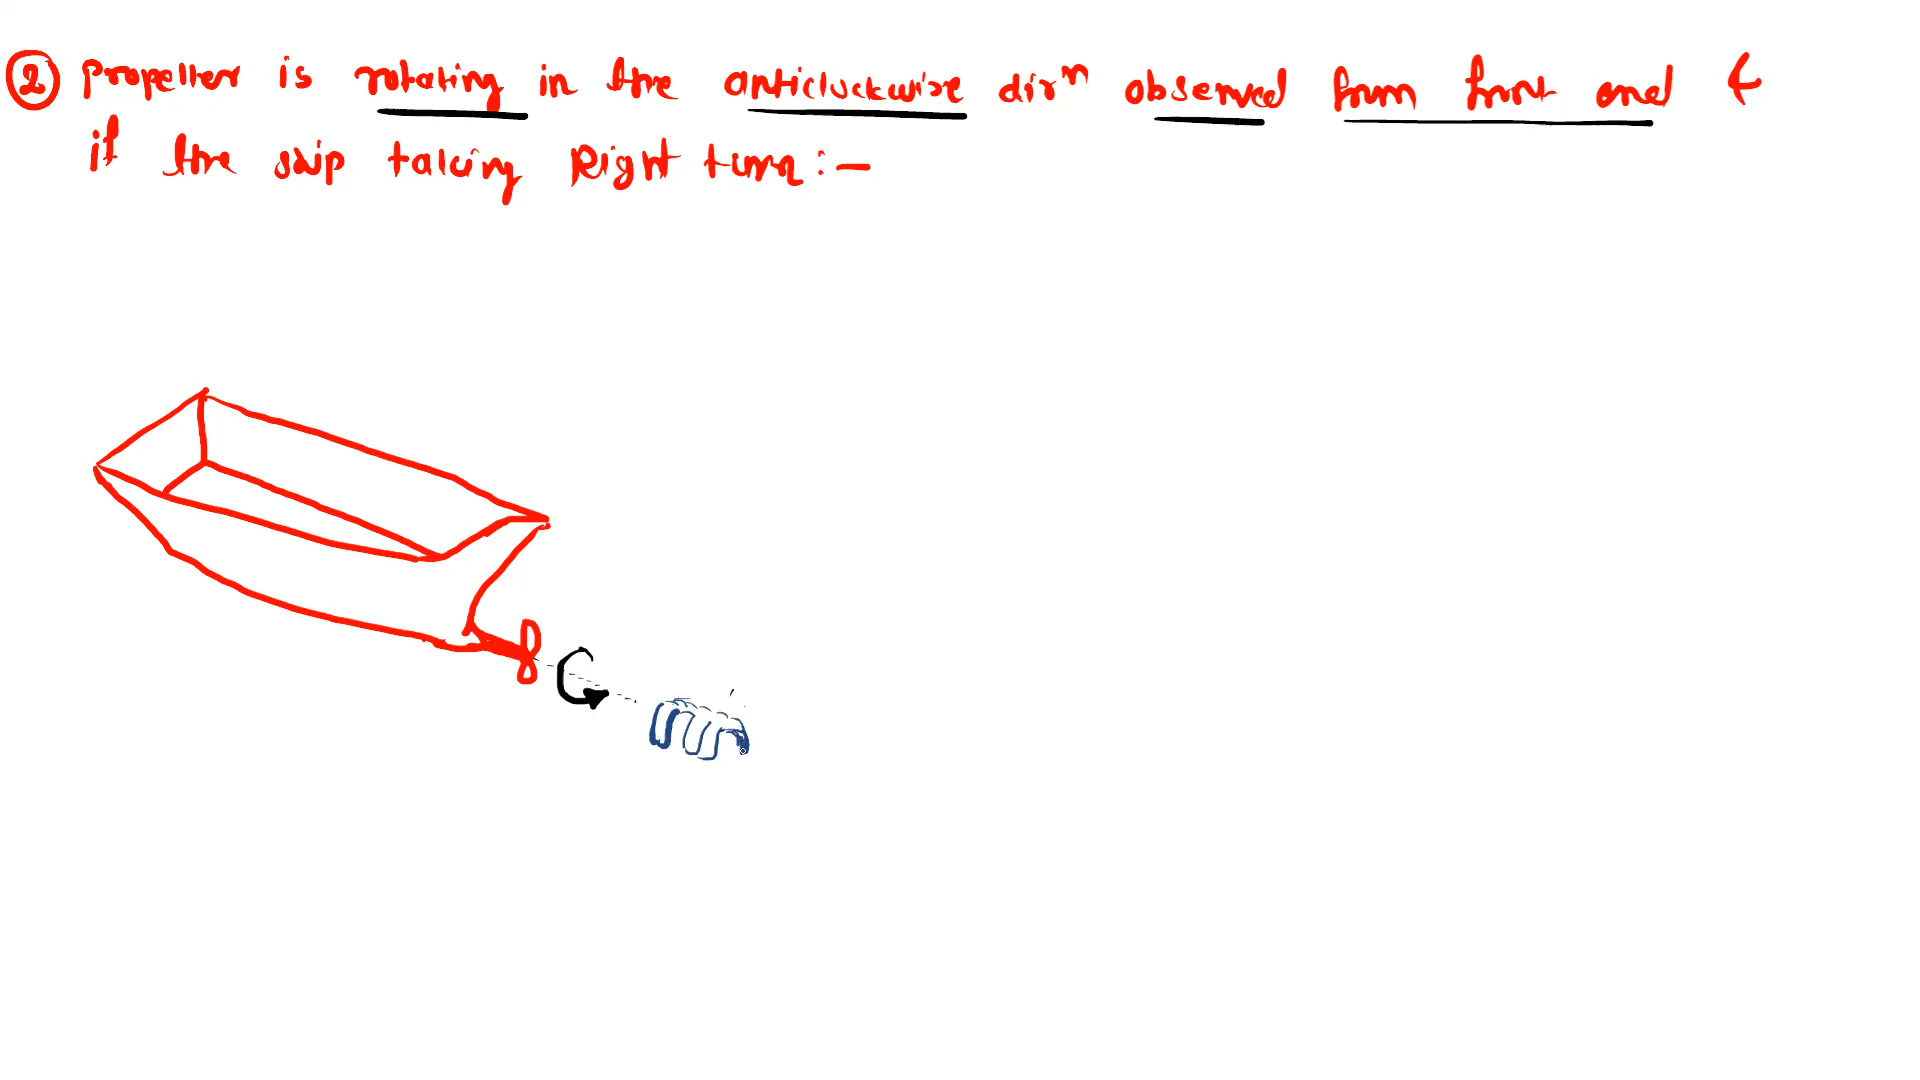 ② Propeller is rotating in the anticlockwise dirⁿ observed from front end &
if the ship taking Right turn :-